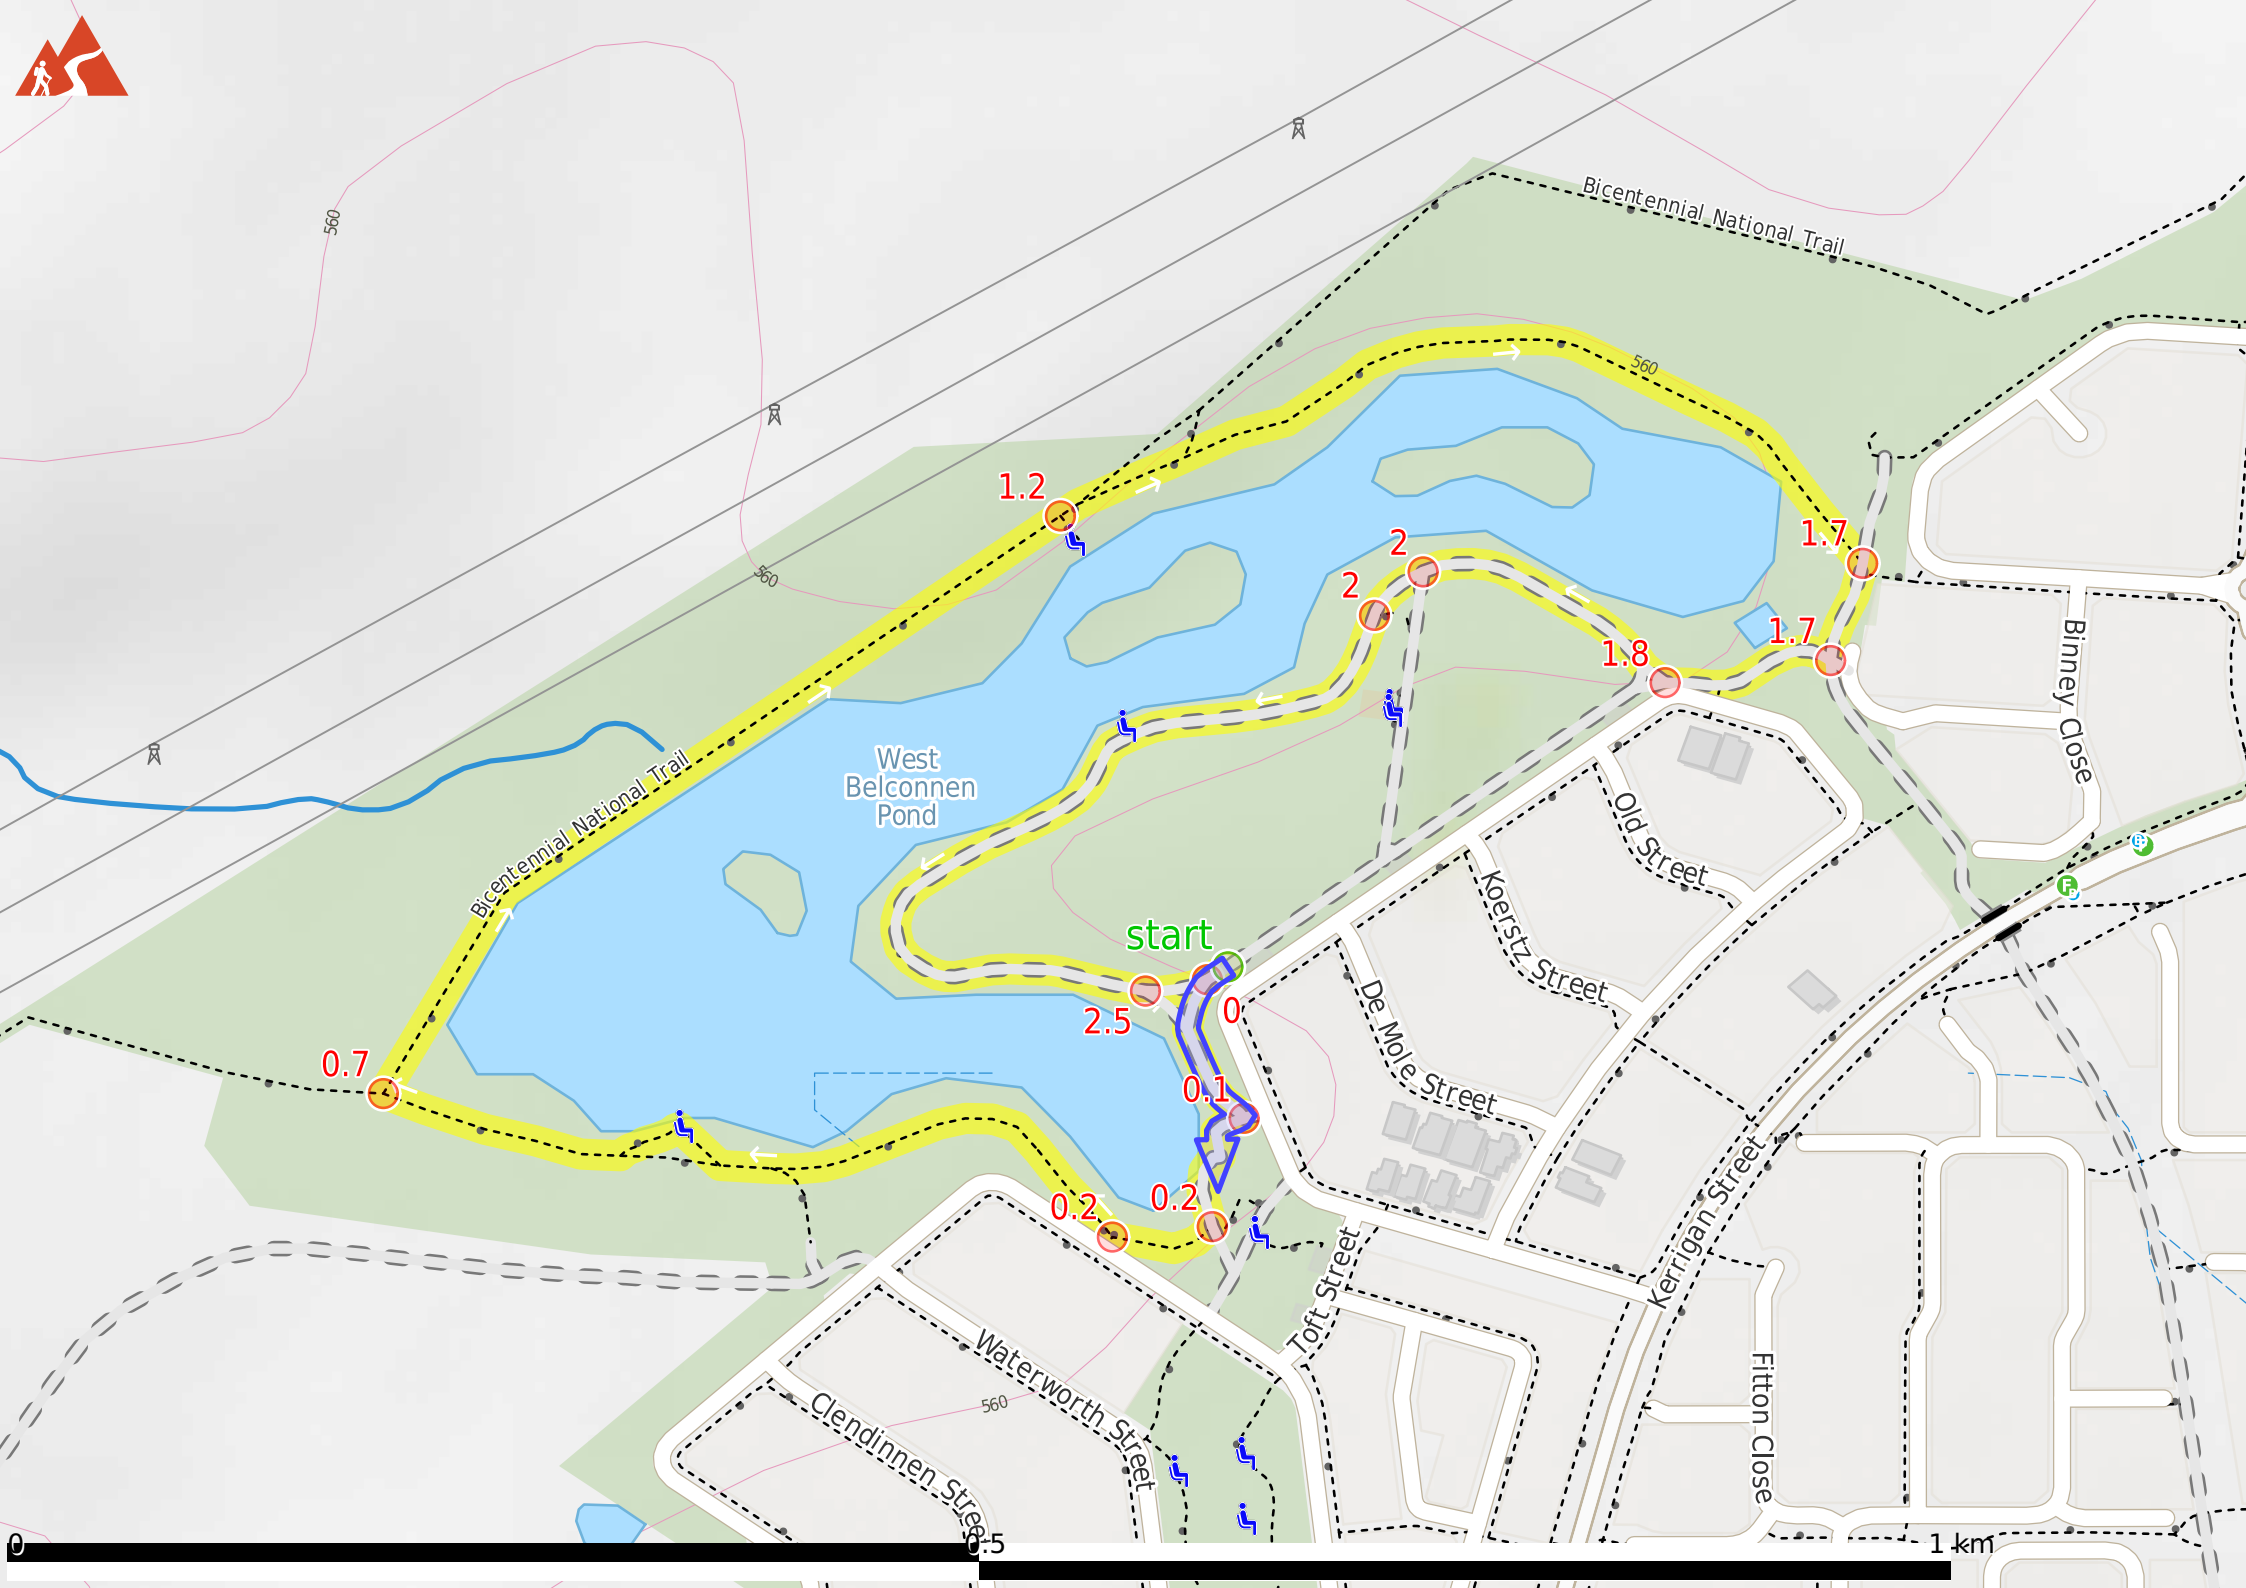 Bicentennial National Trail
560
560
1.2
2
1.7
2
560
1.7
1.8
Binney Close
West
Belconnen
Pond
Bicentennial National Trail
Old Street
Koerstz Street
start
De Mole Street
0
2.5
0.7
0.1
0.2
0.2
Kerrigan Street
Toft Street
Waterworth Street
Clendinnen Street
560
Fitton Close
F
0
0.5
1 km